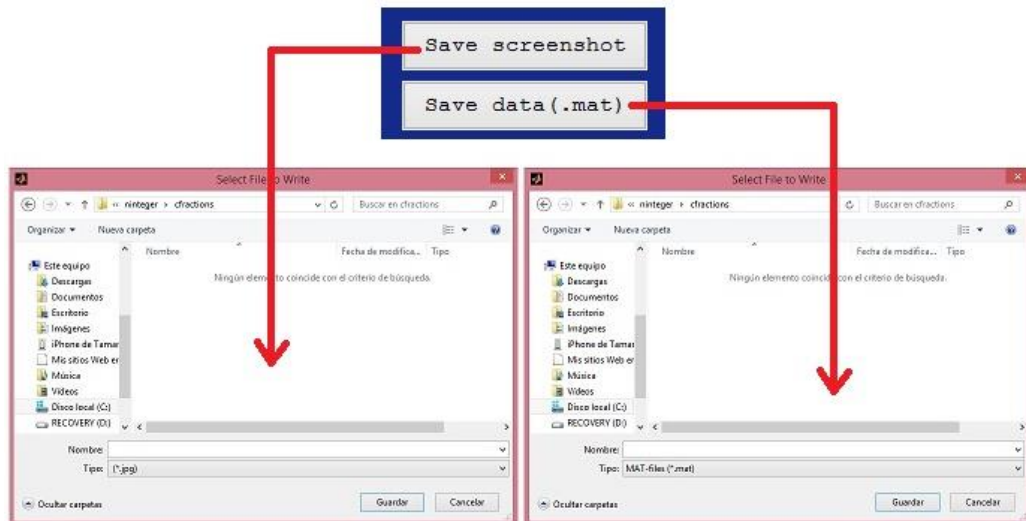 Save screenshot
Save data(.mat)
Select File to Write
« ninteger › cfractions
Buscar en cfractions
Organizar
Nueva carpeta
Nombre
Fecha de modifica...
Tipo
Ningún elemento coincide con el criterio de búsqueda.
Este equipo
Descargas
Documentos
Escritorio
Imágenes
iPhone de Tamar
Mis sitios Web en
Música
Vídeos
Disco local (C:)
RECOVERY (D:)
Nombre:
Tipo: (*.jpg)
Ocultar carpetas
Guardar
Cancelar
Select File to Write
« ninteger › cfractions
Buscar en cfractions
Organizar
Nueva carpeta
Nombre
Fecha de modifica...
Tipo
Ningún elemento coincide con el criterio de búsqueda.
Este equipo
Descargas
Documentos
Escritorio
Imágenes
iPhone de Tamar
Mis sitios Web er
Música
Vídeos
Disco local (C:)
RECOVERY (D:)
Nombre:
Tipo: MAT-files (*.mat)
Ocultar carpetas
Guardar
Cancelar